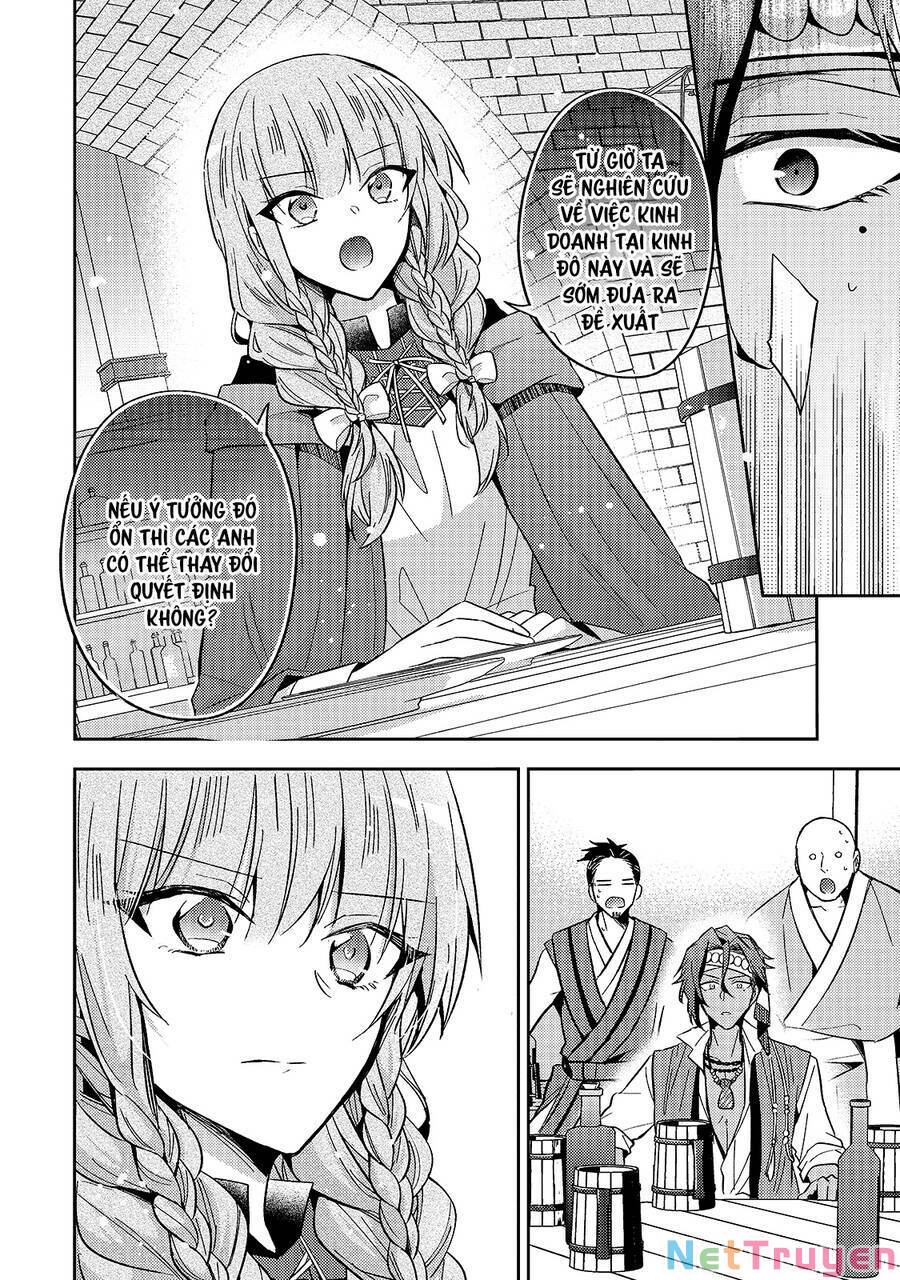 TỪ GIỜ TA
SẼ NGHIÊN CỨU
VỀ VIỆC KINH
DOANH TẠI KINH
ĐÔ NÀY VÀ SẼ
SỚM ĐƯA RA
ĐỀ XUẤT
NẾU Ý TƯỞNG ĐÓ
ỔN THÌ CÁC ANH
CÓ THỂ THAY ĐỔI
QUYẾT ĐỊNH
KHÔNG?
NetTruyen